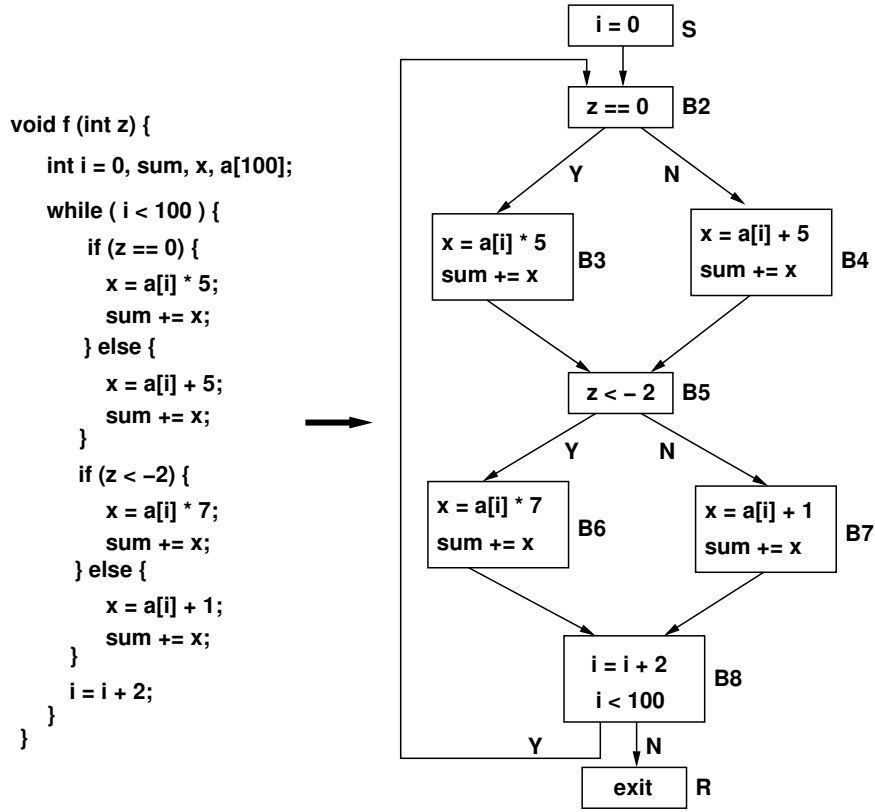 void f (int z) {
int i = 0, sum, x, a[100];
while ( i < 100 ) {
if (z == 0) {
x = a[i] * 5;
sum += x;
} else {
x = a[i] + 5;
sum += x;
}
if (z < −2) {
x = a[i] * 7;
sum += x;
} else {
x = a[i] + 1;
sum += x;
}
i = i + 2;
}
}
i = 0 S
z == 0 B2
Y N
x = a[i] * 5
sum += x
B3
x = a[i] + 5
sum += x
B4
z < − 2 B5
Y N
x = a[i] * 7
sum += x
B6
x = a[i] + 1
sum += x
B7
i = i + 2
i < 100
B8
Y N
exit R